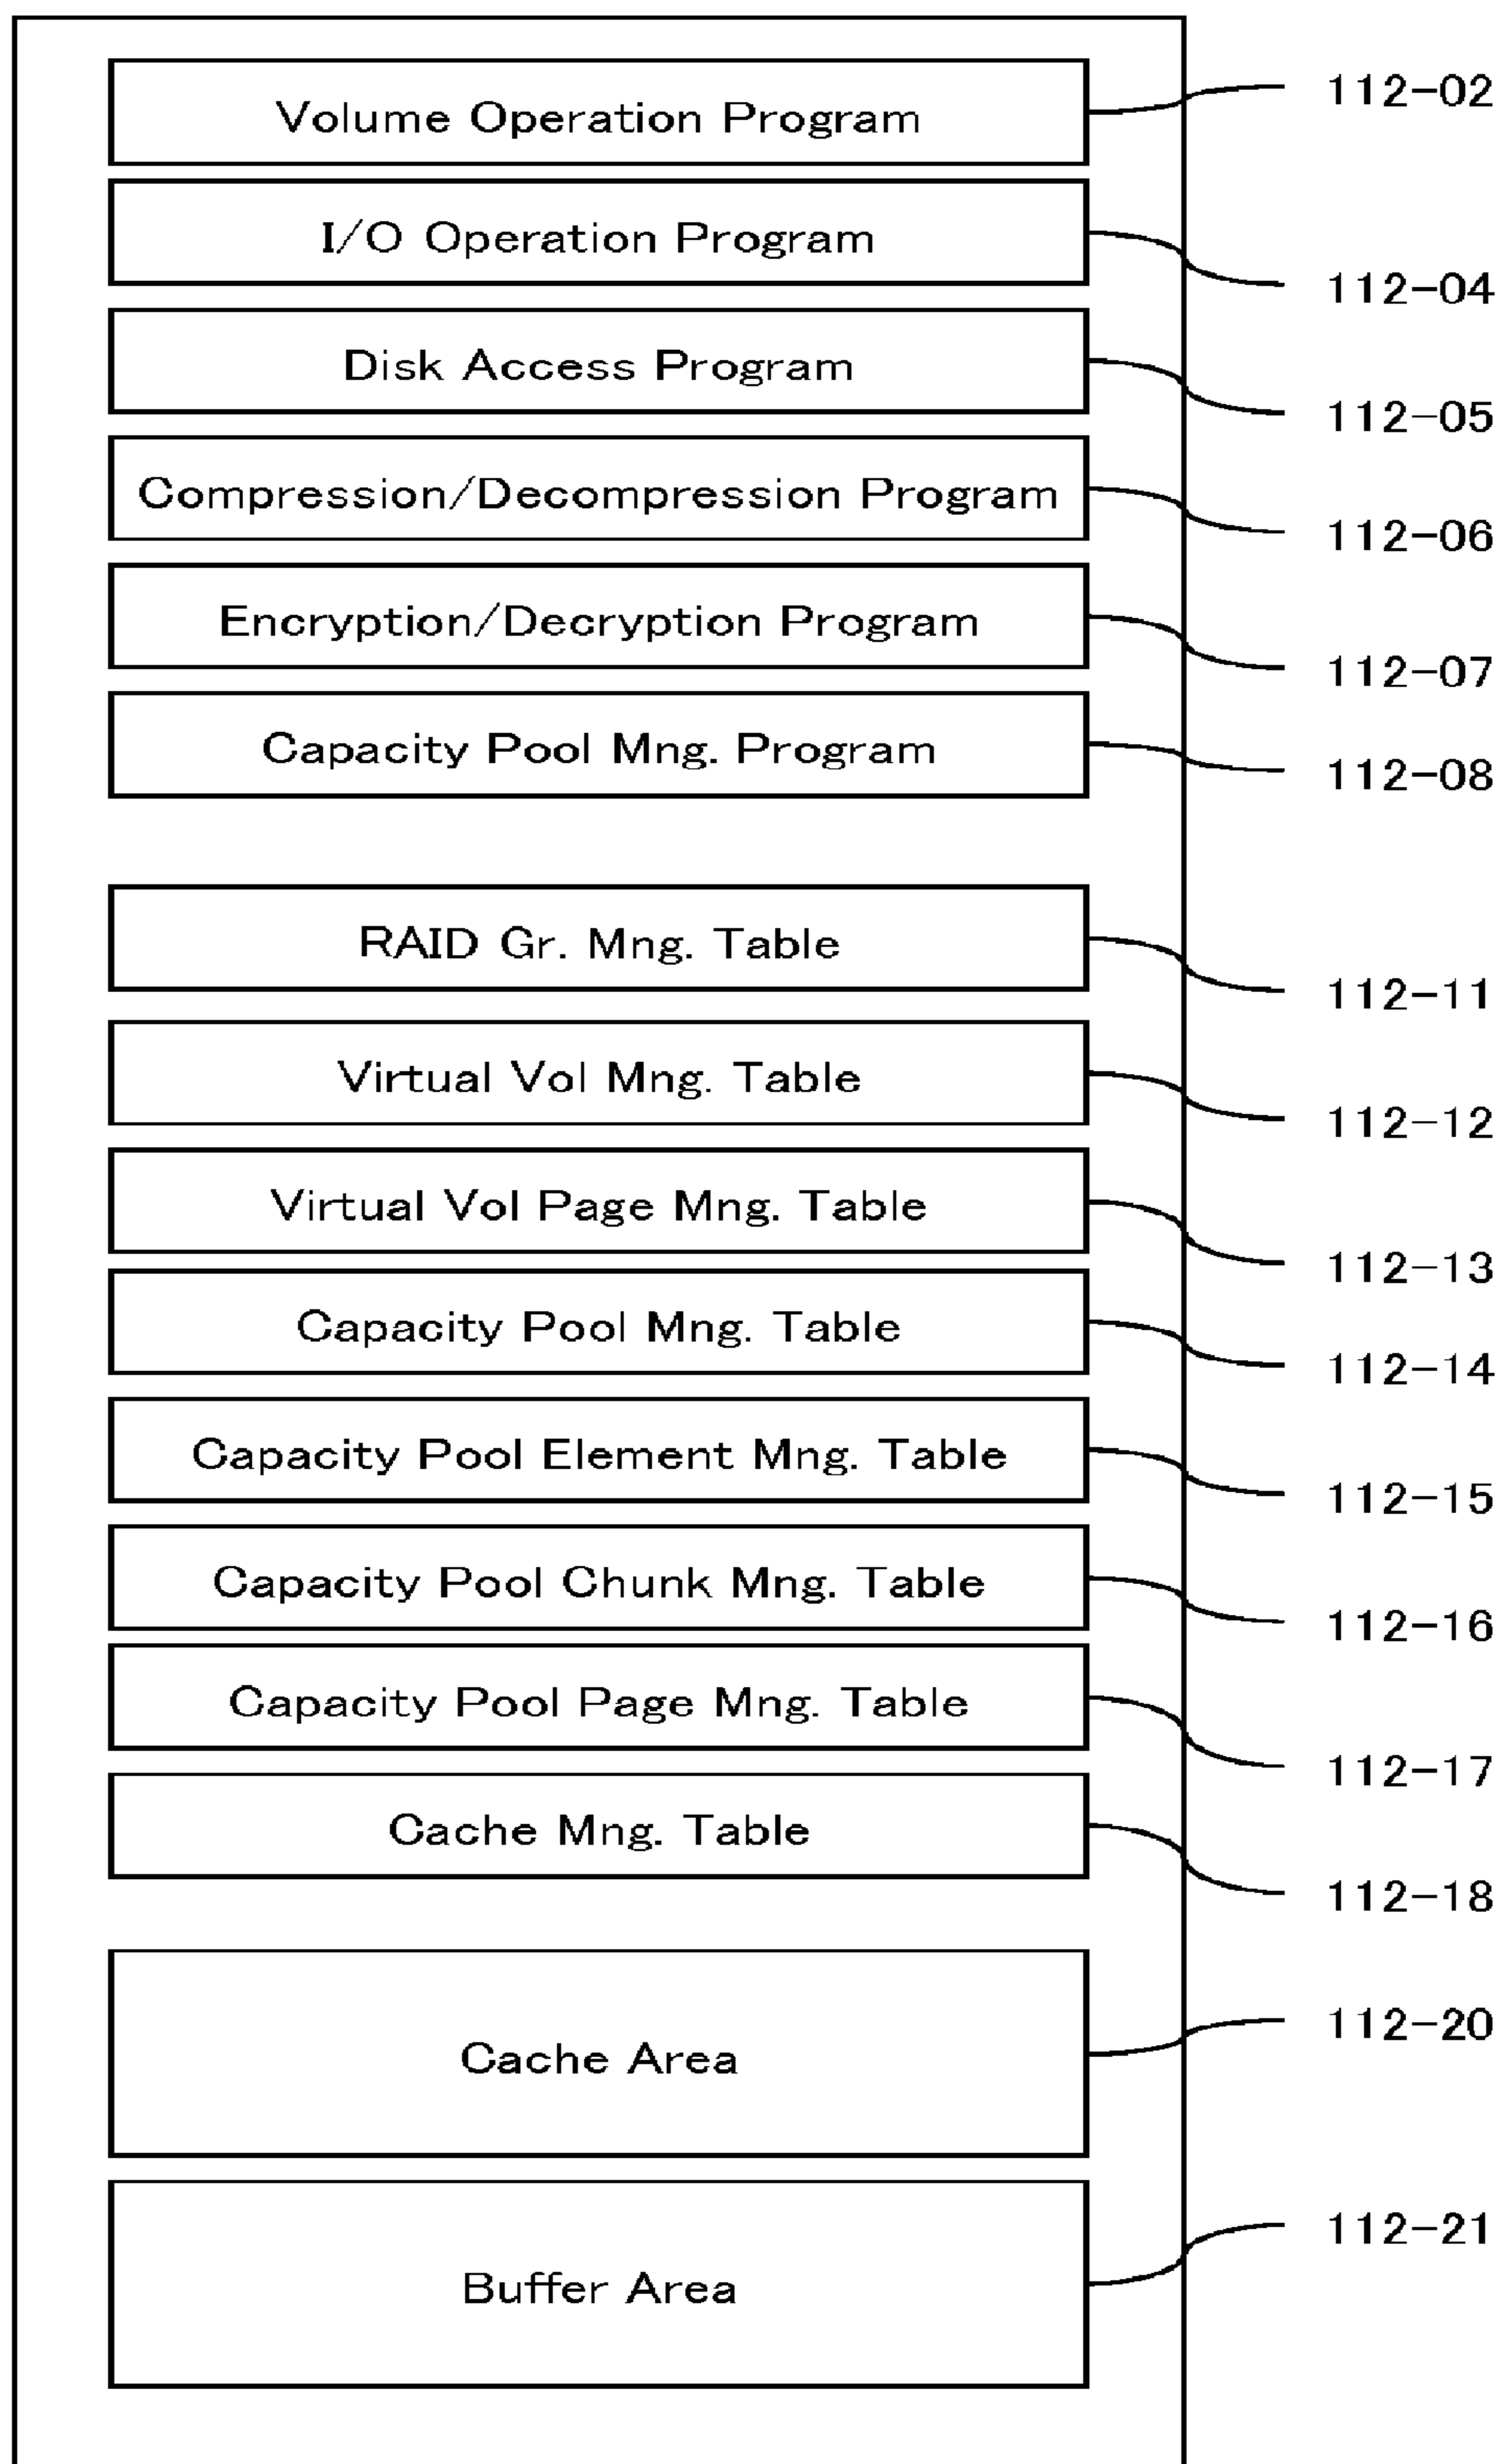 Volume Operation Program 112-02
I/O Operation Program 112-04
Disk Access Program 112-05
Compression/Decompression Program 112-06
Encryption/Decryption Program 112-07
Capacity Pool Mng. Program 112-08
RAID Gr. Mng. Table 112-11
Virtual Vol Mng. Table 112-12
Virtual Vol Page Mng. Table 112-13
Capacity Pool Mng. Table 112-14
Capacity Pool Element Mng. Table 112-15
Capacity Pool Chunk Mng. Table 112-16
Capacity Pool Page Mng. Table 112-17
Cache Mng. Table 112-18
Cache Area 112-20
Buffer Area 112-21